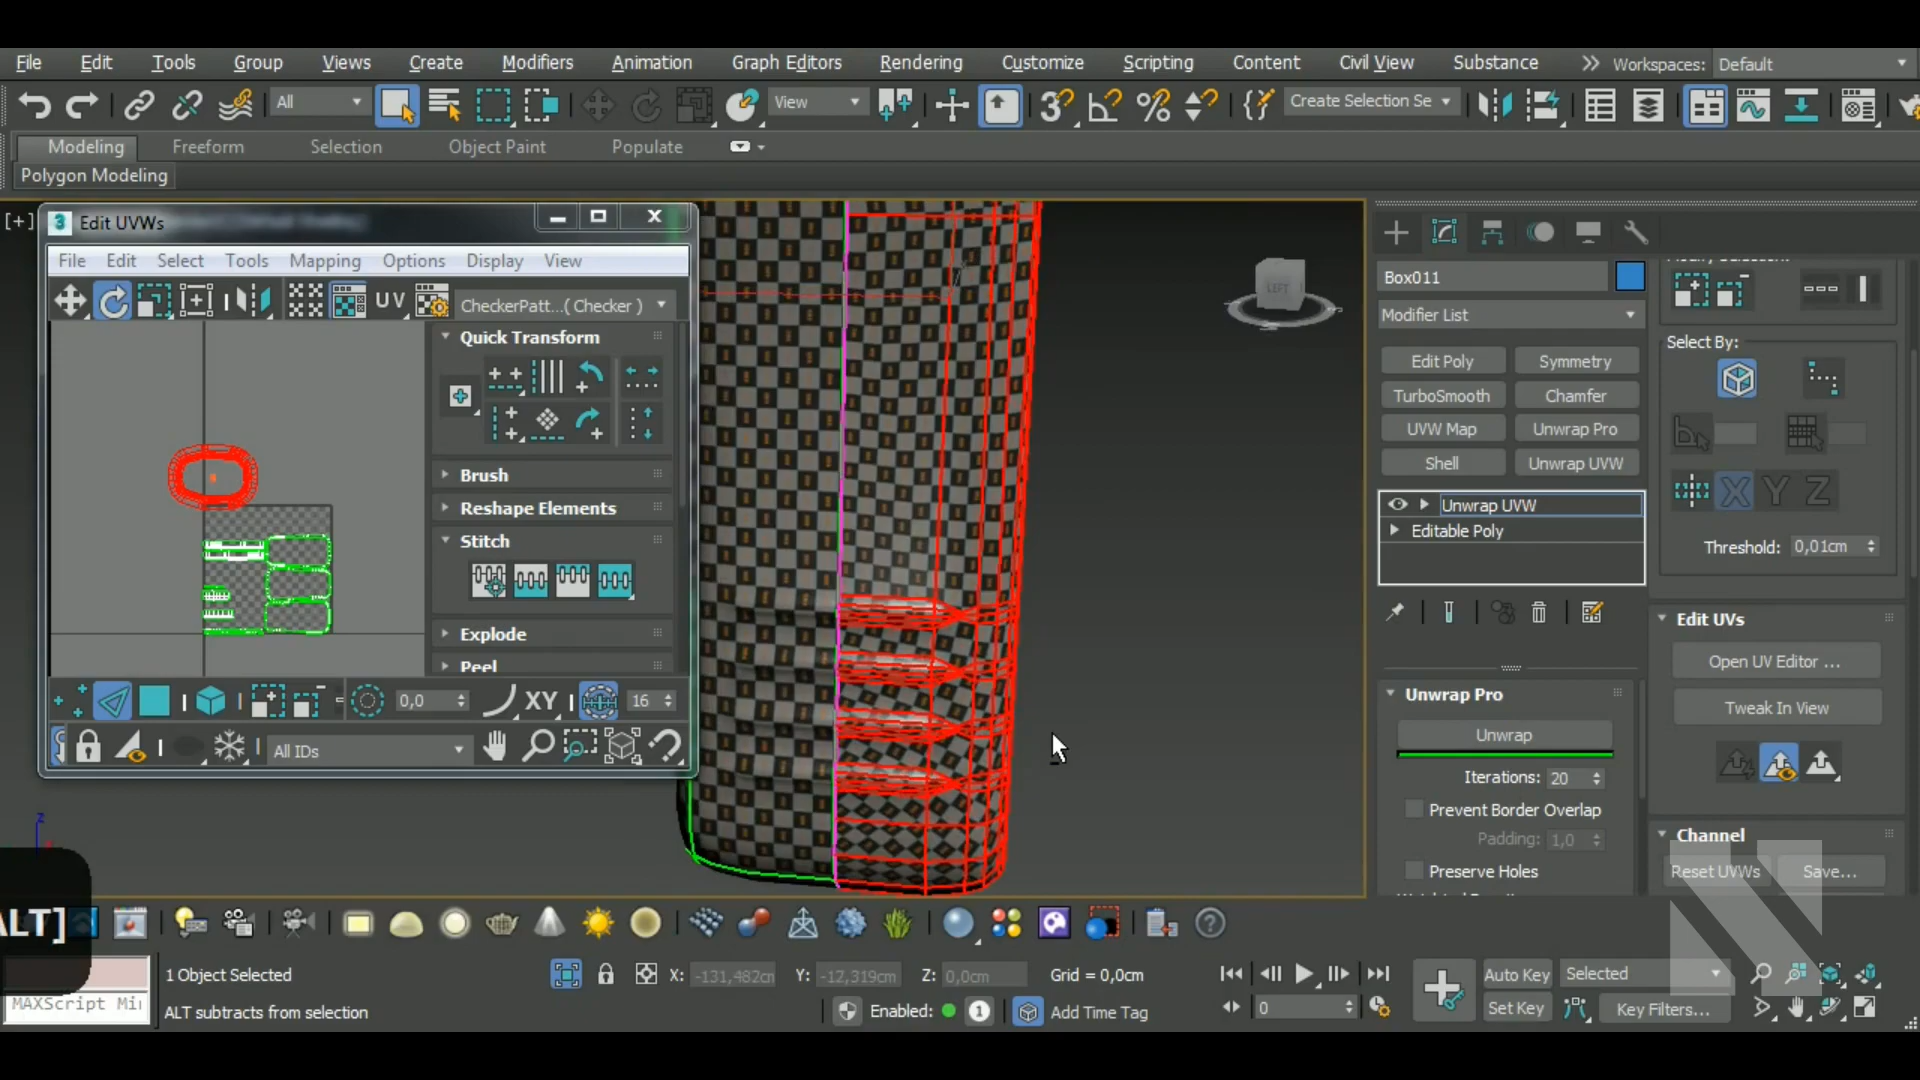 File Edit Tools Group Views Create Modifiers Animation Graph Editors Rendering Customize Scripting Content Civil View Substance Workspaces: Default
All View Create Selection Se
Modeling Freeform Selection Object Paint Populate
Polygon Modeling
[+] Edit UVWs
File Edit Select Tools Mapping Options Display View
UV CheckerPatt...( Checker )
Quick Transform
Brush
Reshape Elements
Stitch
Explode
Peel
0,0 XY 16
All IDs
LEFT
Box011
Modifier List
Edit Poly Symmetry
TurboSmooth Chamfer
UVW Map Unwrap Pro
Shell Unwrap UVW
Unwrap UVW
Editable Poly
Unwrap Pro
Unwrap
Iterations: 20
Prevent Border Overlap
Padding: 1,0
Preserve Holes
Select By:
X Y Z
Threshold: 0,01cm
Edit UVs
Open UV Editor ...
Tweak In View
Channel
Reset UVWs Save...
z
ALT]
1 Object Selected X: -131,482cm Y: -12,319cm Z: 0,0cm Grid = 0,0cm Auto Key Selected
MAXScript Mi ALT subtracts from selection Enabled: 1 Add Time Tag 0 Set Key Key Filters...